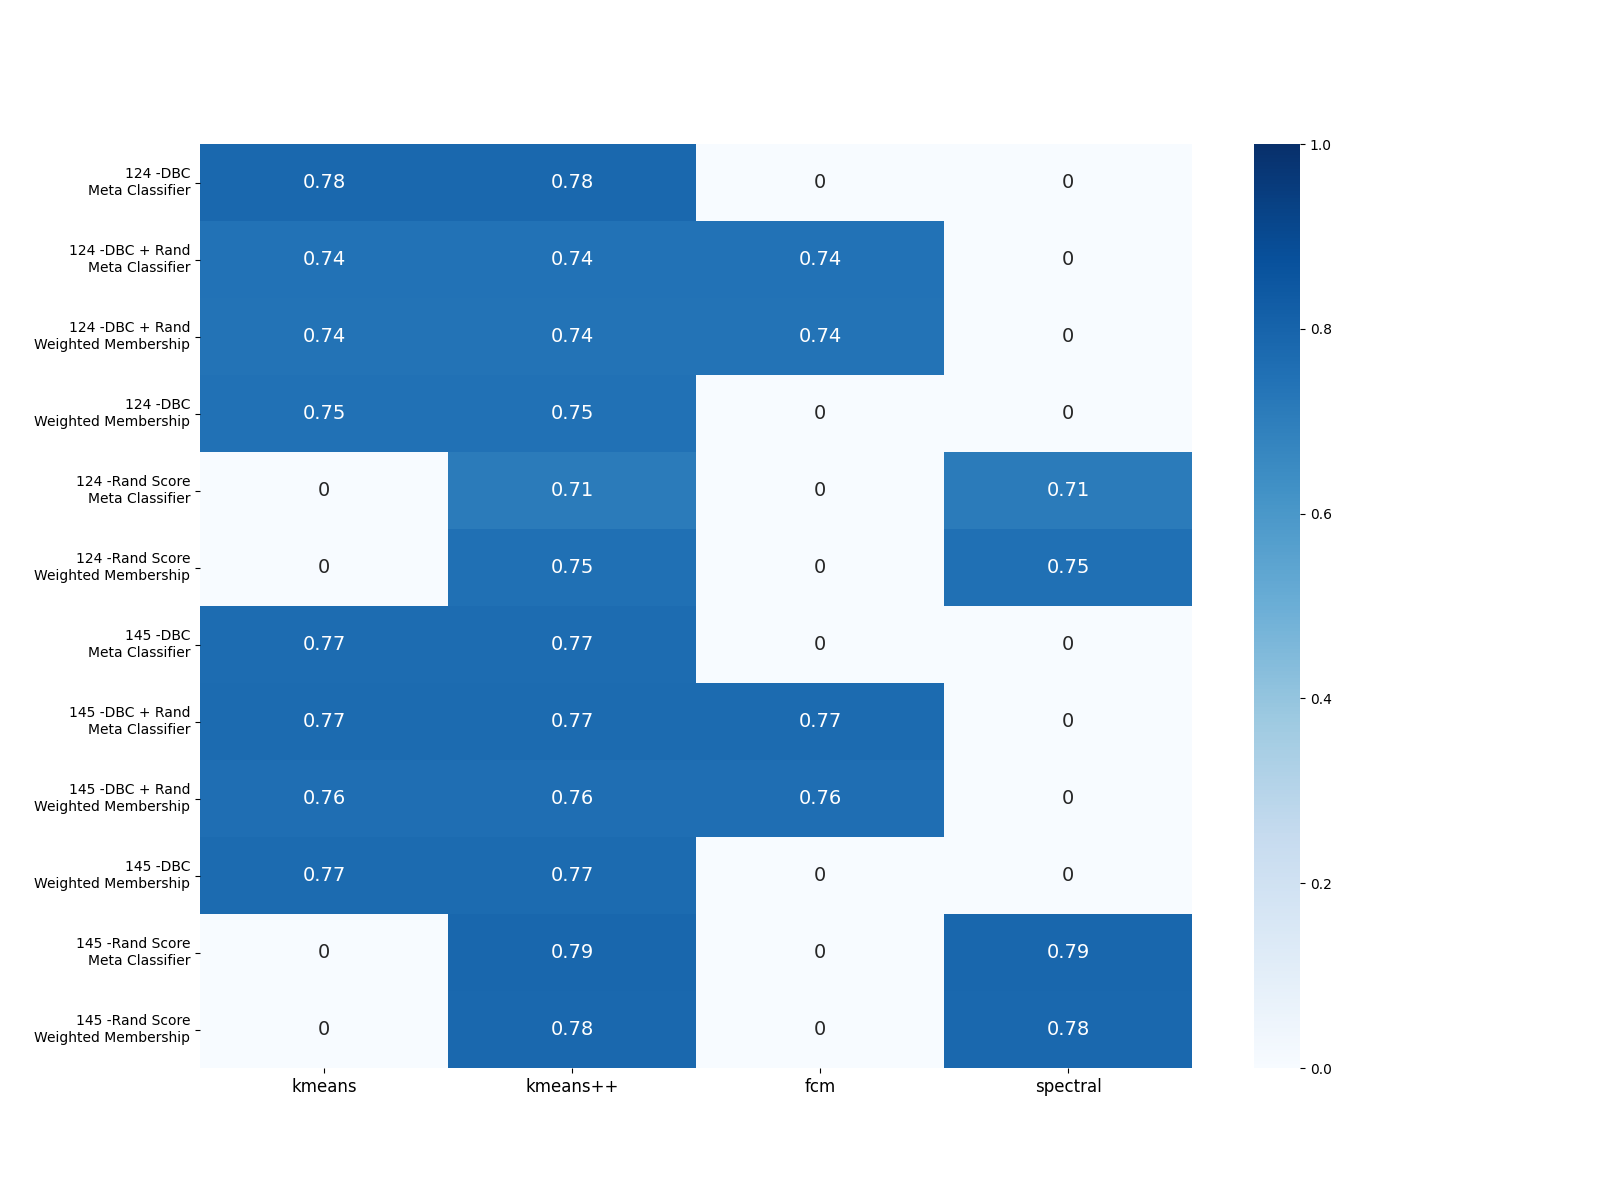 124 -DBC
Meta Classifier
0.78 0.78 0 0
124 -DBC + Rand
Meta Classifier
0.74 0.74 0.74 0
124 -DBC + Rand
Weighted Membership
0.74 0.74 0.74 0
124 -DBC
Weighted Membership
0.75 0.75 0 0
124 -Rand Score
Meta Classifier
0 0.71 0 0.71
124 -Rand Score
Weighted Membership
0 0.75 0 0.75
145 -DBC
Meta Classifier
0.77 0.77 0 0
145 -DBC + Rand
Meta Classifier
0.77 0.77 0.77 0
145 -DBC + Rand
Weighted Membership
0.76 0.76 0.76 0
145 -DBC
Weighted Membership
0.77 0.77 0 0
145 -Rand Score
Meta Classifier
0 0.79 0 0.79
145 -Rand Score
Weighted Membership
0 0.78 0 0.78
kmeans kmeans++ fcm spectral
1.0
0.8
0.6
0.4
0.2
0.0